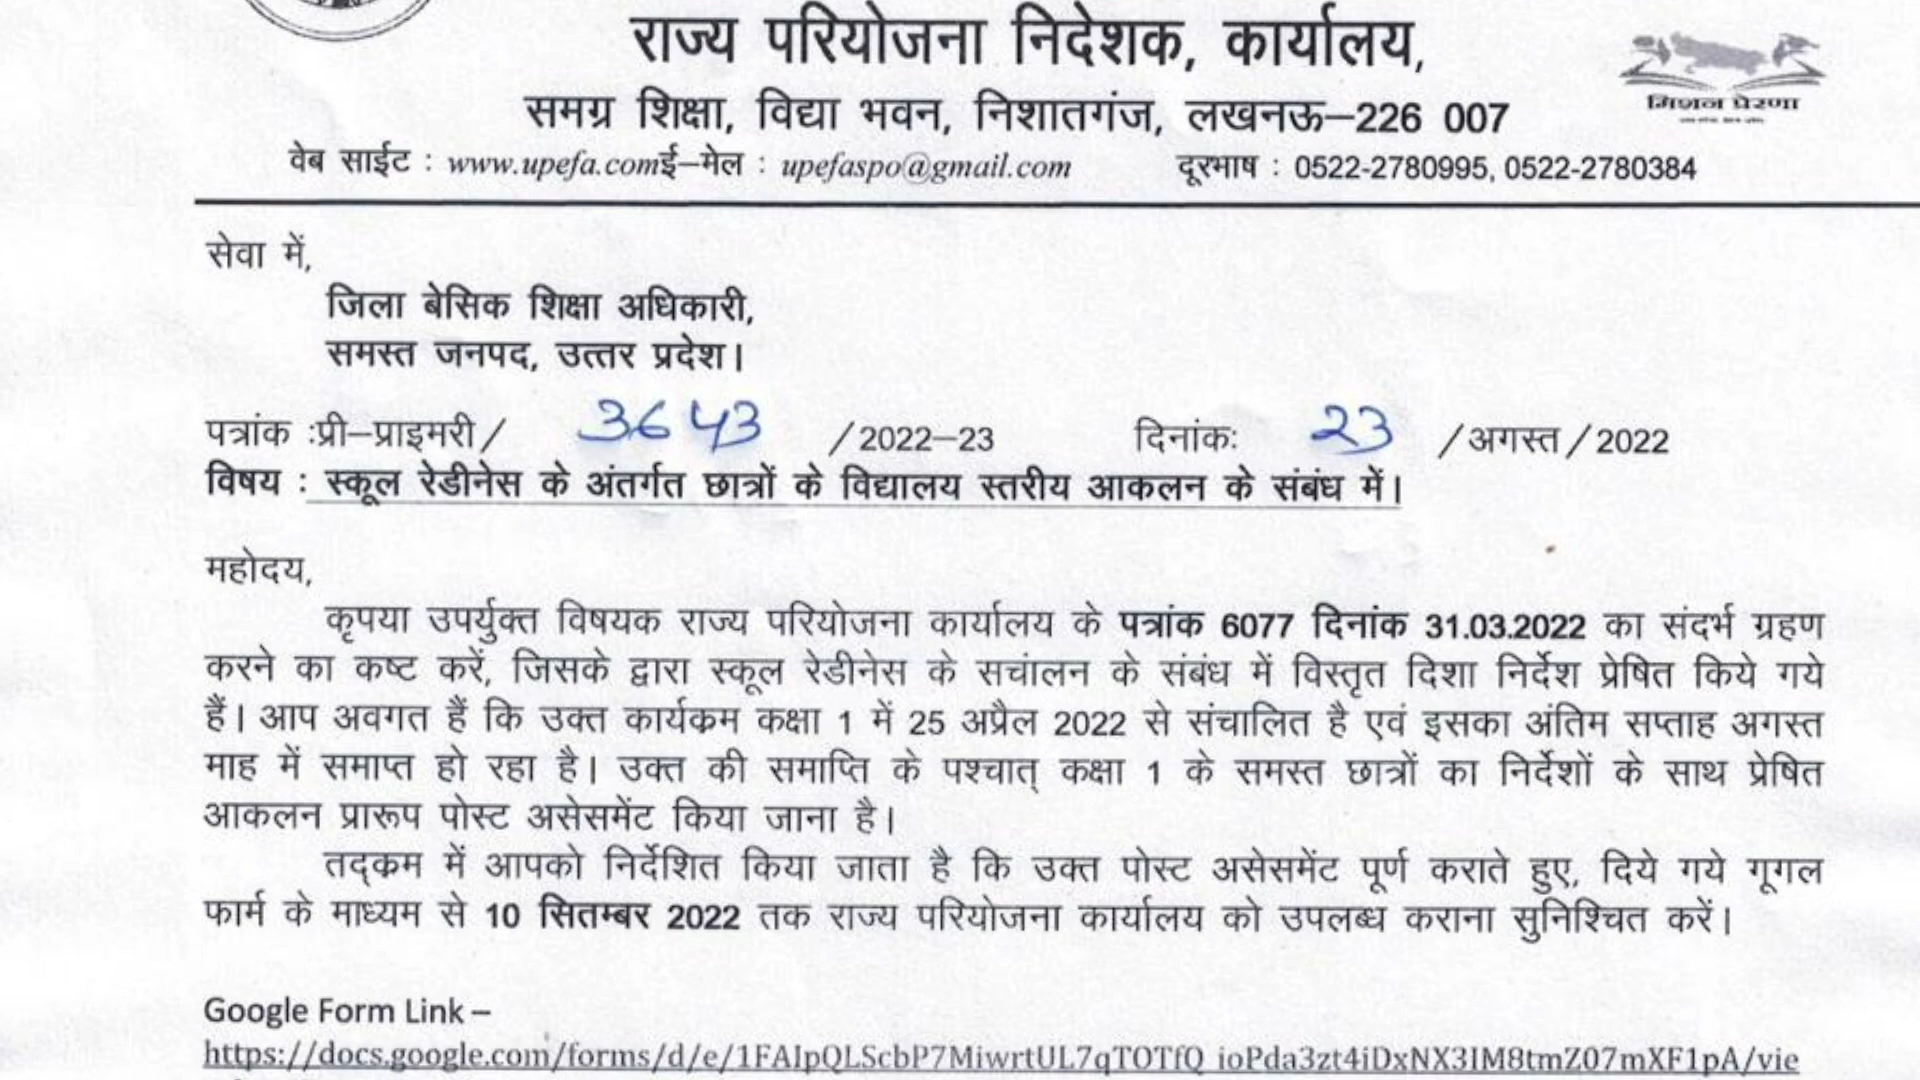 राज्य परियोजना निदेशक, कार्यालय,
समग्र शिक्षा, विद्या भवन, निशातगंज, लखनऊ–226 007
मिशन प्रेरणा
वेब साईट : www.upefa.comई–मेल : upefaspo@gmail.com दूरभाष : 0522-2780995, 0522-2780384
सेवा में,
जिला बेसिक शिक्षा अधिकारी,
समस्त जनपद, उत्तर प्रदेश।
पत्रांक :प्री–प्राइमरी/ 3643 /2022–23 दिनांक: 23 /अगस्त/2022
विषय : स्कूल रेडीनेस के अंतर्गत छात्रों के विद्यालय स्तरीय आकलन के संबंध में।
महोदय,
कृपया उपर्युक्त विषयक राज्य परियोजना कार्यालय के पत्रांक 6077 दिनांक 31.03.2022 का संदर्भ ग्रहण
करने का कष्ट करें, जिसके द्वारा स्कूल रेडीनेस के सचांलन के संबंध में विस्तृत दिशा निर्देश प्रेषित किये गये
हैं। आप अवगत हैं कि उक्त कार्यक्रम कक्षा 1 में 25 अप्रैल 2022 से संचालित है एवं इसका अंतिम सप्ताह अगस्त
माह में समाप्त हो रहा है। उक्त की समाप्ति के पश्चात् कक्षा 1 के समस्त छात्रों का निर्देशों के साथ प्रेषित
आकलन प्रारूप पोस्ट असेसमेंट किया जाना है।
तद्क्रम में आपको निर्देशित किया जाता है कि उक्त पोस्ट असेसमेंट पूर्ण कराते हुए, दिये गये गूगल
फार्म के माध्यम से 10 सितम्बर 2022 तक राज्य परियोजना कार्यालय को उपलब्ध कराना सुनिश्चित करें।
Google Form Link –
https://docs.google.com/forms/d/e/1FAIpQLScbP7MiwrtUL7qTOTfQ_ioPda3zt4iDxNX3IM8tmZ07mXF1pA/vie